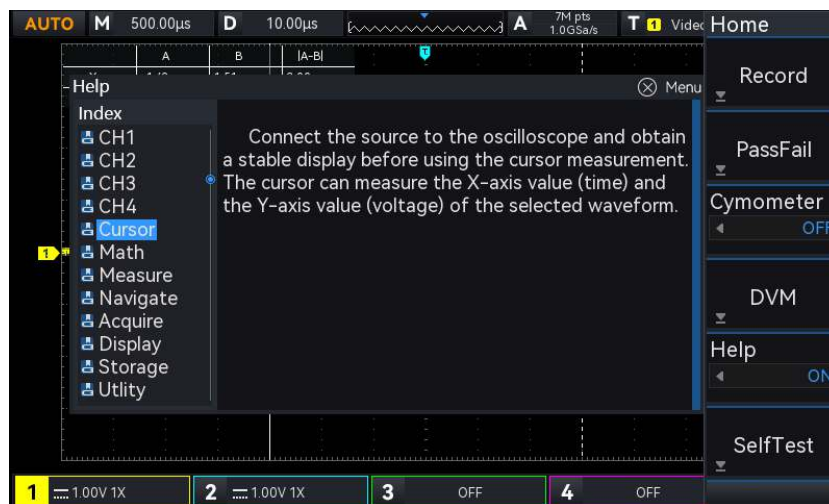 AUTO M 500.00μs D 10.00μs A 7M pts 1.0GSa/s T 1 Video
Home
A B |A-B|
Record
Help Menu
Index
CH1
CH2
CH3
CH4
Cursor
Math
Measure
Navigate
Acquire
Display
Storage
Utlity
Connect the source to the oscilloscope and obtain
a stable display before using the cursor measurement.
The cursor can measure the X-axis value (time) and
the Y-axis value (voltage) of the selected waveform.
PassFail
Cymometer
OFF
DVM
Help
ON
SelfTest
T
1
1 1.00V 1X 2 1.00V 1X 3 OFF 4 OFF